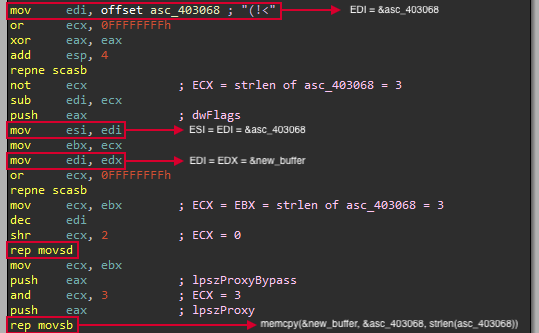 mov edi, offset asc_403068 ; "(!<" EDI = &asc_403068
or ecx, 0FFFFFFFFh
xor eax, eax
add esp, 4
repne scasb
not ecx ; ECX = strlen of asc_403068 = 3
sub edi, ecx
push eax ; dwFlags
mov esi, edi ESI = EDI = &asc_403068
mov ebx, ecx
mov edi, edx EDI = EDX = &new_buffer
or ecx, 0FFFFFFFFh
repne scasb
mov ecx, ebx ; ECX = EBX = strlen of asc_403068 = 3
dec edi
shr ecx, 2 ; ECX = 0
rep movsd
mov ecx, ebx
push eax ; lpszProxyBypass
and ecx, 3 ; ECX = 3
push eax ; lpszProxy
rep movsb memcpy(&new_buffer, &asc_403068, strlen(asc_403068))